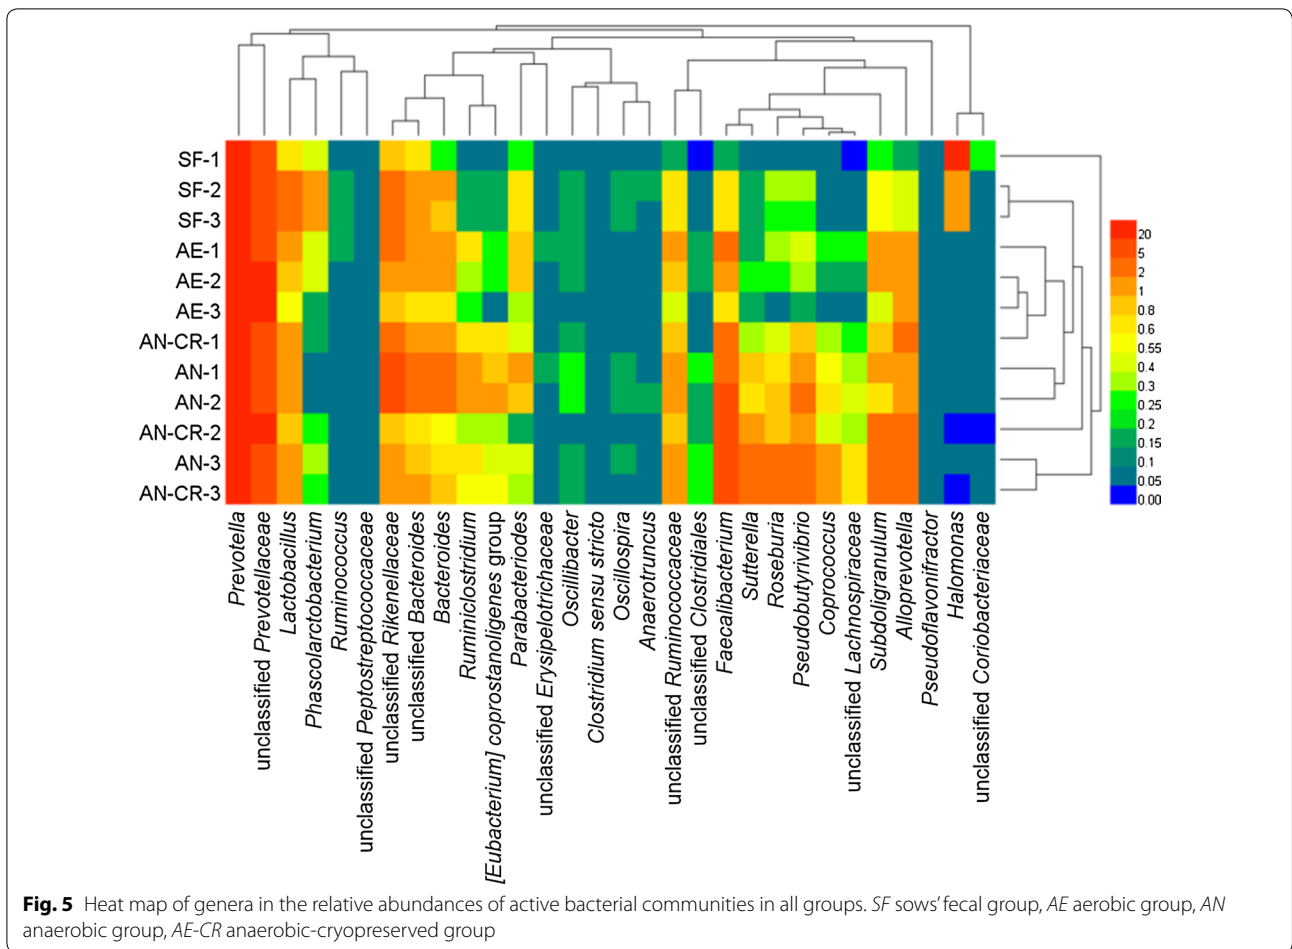 SF-1
SF-2
SF-3
AE-1
AE-2
AE-3
AN-CR-1
AN-1
AN-2
AN-CR-2
AN-3
AN-CR-3
20
5
2
1
0.8
0.6
0.55
0.4
0.3
0.25
0.2
0.15
0.1
0.05
0.00
Prevotella
unclassified Prevotellaceae
Lactobacillus
Phascolarctobacterium
Ruminococcus
unclassified Peptostreptococcaceae
unclassified Rikenellaceae
unclassified Bacteroides
Bacteroides
Ruminiclostridium
[Eubacterium] coprostanoligenes group
Parabacteriodes
unclassified Erysipelotrichaceae
Oscillibacter
Clostridium sensu stricto
Oscillospira
Anaerotruncus
unclassified Ruminococcaceae
unclassified Clostridiales
Faecalibacterium
Sutterella
Roseburia
Pseudobutyrivibrio
Coprococcus
unclassified Lachnospiraceae
Subdoligranulum
Alloprevotella
Pseudoflavonifractor
Halomonas
unclassified Coriobacteriaceae
Fig. 5 Heat map of genera in the relative abundances of active bacterial communities in all groups. SF sows' fecal group, AE aerobic group, AN
anaerobic group, AE-CR anaerobic-cryopreserved group